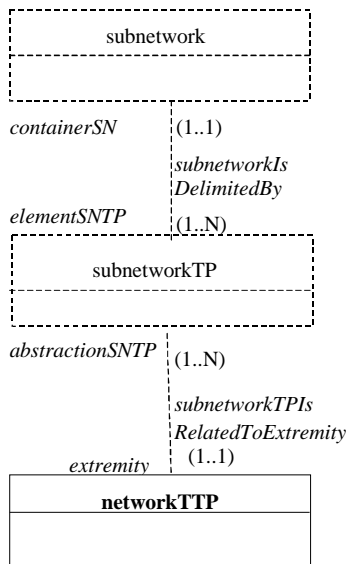 subnetwork
containerSN (1..1)
subnetworkIs
DelimitedBy
elementSNTP (1..N)
subnetworkTP
abstractionSNTP (1..N)
subnetworkTPIs
RelatedToExtremity
extremity (1..1)
networkTTP